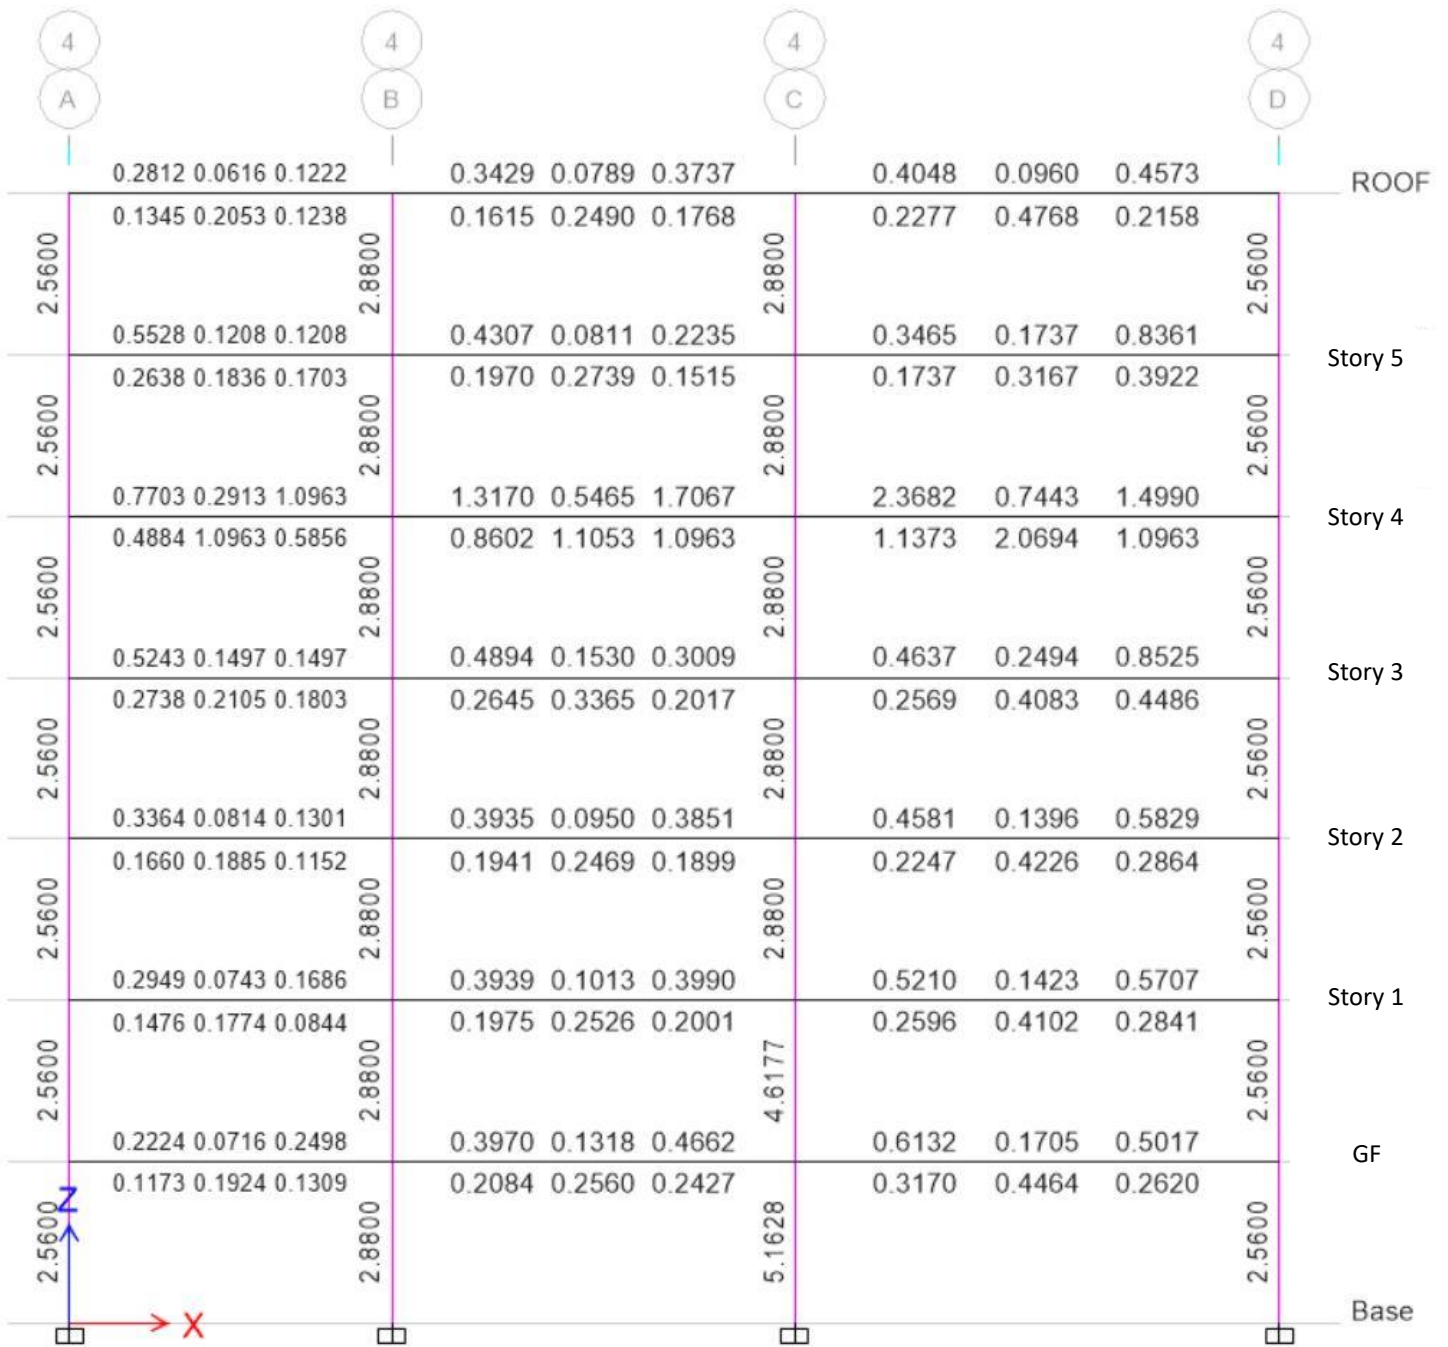 4 4 4 4
A B C D
0.2812 0.0616 0.1222 0.3429 0.0789 0.3737 0.4048 0.0960 0.4573
ROOF
0.1345 0.2053 0.1238 0.1615 0.2490 0.1768 0.2277 0.4768 0.2158
2.5600 2.8800 2.8800 2.5600
0.5528 0.1208 0.1208 0.4307 0.0811 0.2235 0.3465 0.1737 0.8361
Story 5
0.2638 0.1836 0.1703 0.1970 0.2739 0.1515 0.1737 0.3167 0.3922
2.5600 2.8800 2.8800 2.5600
0.7703 0.2913 1.0963 1.3170 0.5465 1.7067 2.3682 0.7443 1.4990
Story 4
0.4884 1.0963 0.5856 0.8602 1.1053 1.0963 1.1373 2.0694 1.0963
2.5600 2.8800 2.8800 2.5600
0.5243 0.1497 0.1497 0.4894 0.1530 0.3009 0.4637 0.2494 0.8525
Story 3
0.2738 0.2105 0.1803 0.2645 0.3365 0.2017 0.2569 0.4083 0.4486
2.5600 2.8800 2.8800 2.5600
0.3364 0.0814 0.1301 0.3935 0.0950 0.3851 0.4581 0.1396 0.5829
Story 2
0.1660 0.1885 0.1152 0.1941 0.2469 0.1899 0.2247 0.4226 0.2864
2.5600 2.8800 2.8800 2.5600
0.2949 0.0743 0.1686 0.3939 0.1013 0.3990 0.5210 0.1423 0.5707
Story 1
0.1476 0.1774 0.0844 0.1975 0.2526 0.2001 0.2596 0.4102 0.2841
2.5600 2.8800 4.6177 2.5600
0.2224 0.0716 0.2498 0.3970 0.1318 0.4662 0.6132 0.1705 0.5017
GF
0.1173 0.1924 0.1309 0.2084 0.2560 0.2427 0.3170 0.4464 0.2620
Z
2.5600 2.8800 5.1628 2.5600
X
Base